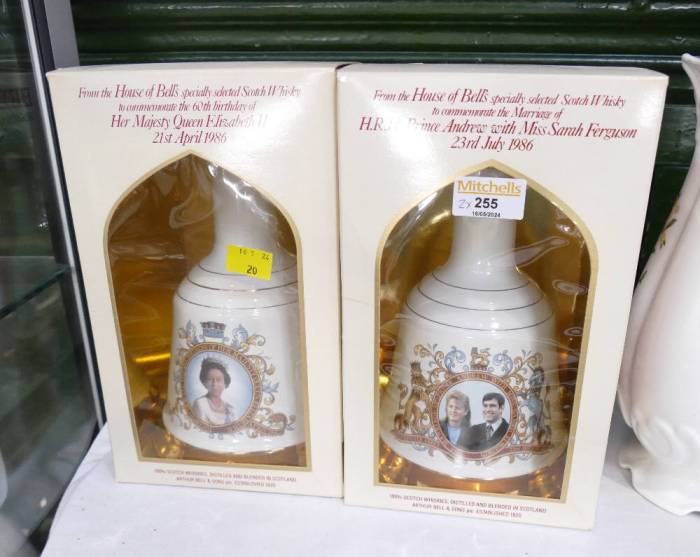 From the House of Bell's specially selected Scotch Whisky
to commemorate the 60th birthday of
Her Majesty Queen Elizabeth II
21st April 1986
20
100% SCOTCH WHISKIES, DISTILLED AND BLENDED IN SCOTLAND
ARTHUR BELL & SONS plc ESTABLISHED 1825
From the House of Bell's specially selected Scotch Whisky
to commemorate the Marriage of
H.R.H. Prince Andrew with Miss Sarah Ferguson
23rd July 1986
Mitchells
2x 255
16/05/2024
100% SCOTCH WHISKIES, DISTILLED AND BLENDED IN SCOTLAND
ARTHUR BELL & SONS plc ESTABLISHED 1825